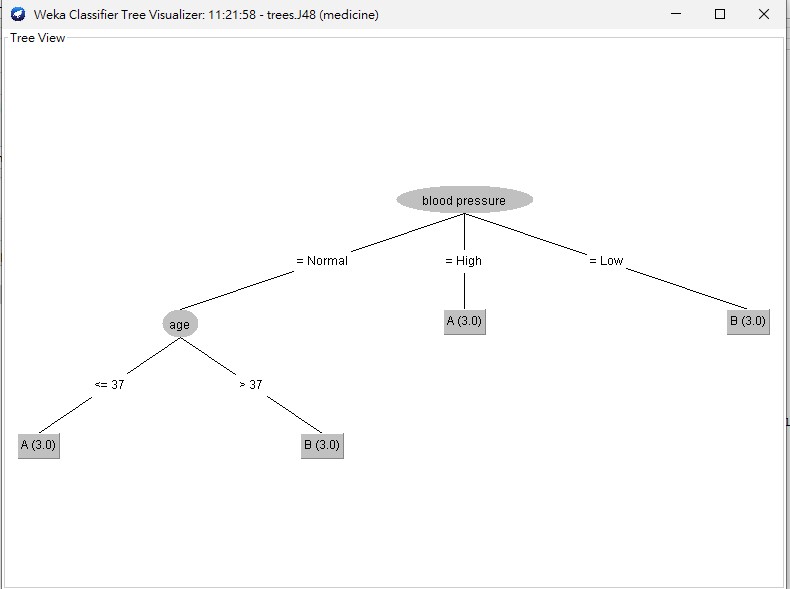 Weka Classifier Tree Visualizer: 11:21:58 - trees.J48 (medicine)
Tree View
blood pressure
= Normal
= High
= Low
age
A (3.0)
B (3.0)
<= 37
> 37
A (3.0)
B (3.0)